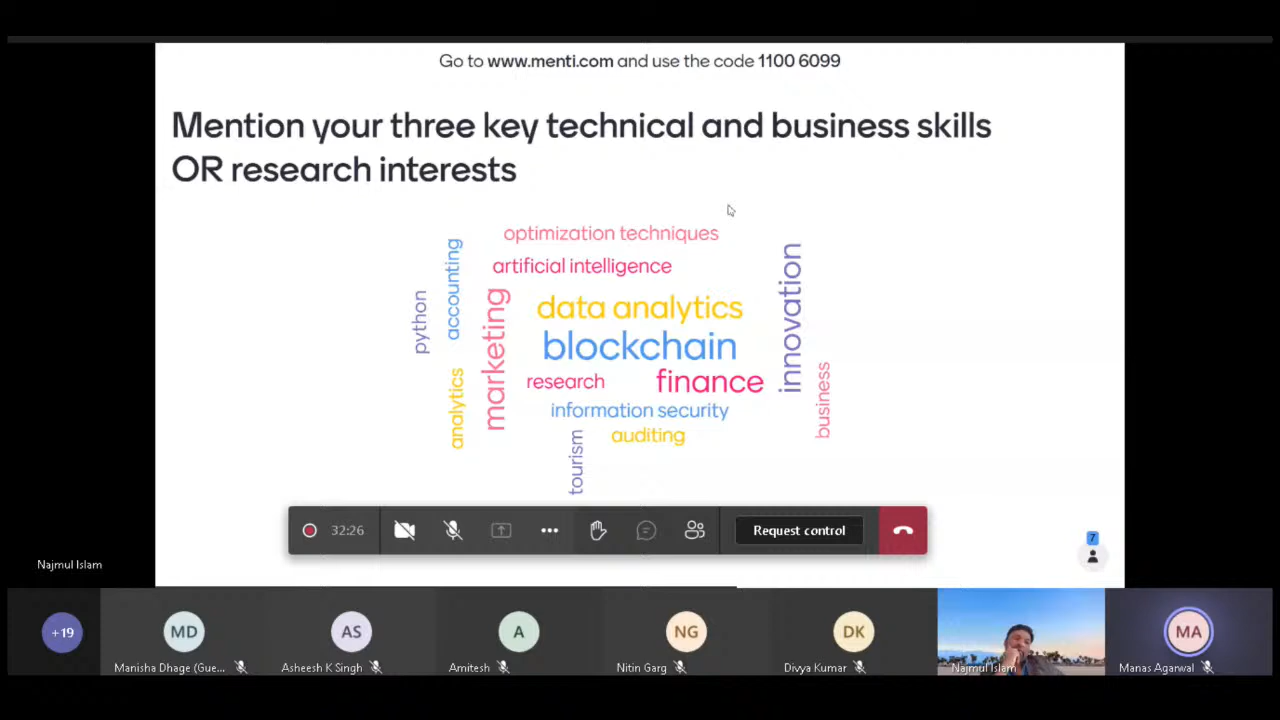 Go to www.menti.com and use the code 1100 6099
Mention your three key technical and business skills
OR research interests
optimization techniques
artificial intelligence
data analytics
blockchain
research
finance
information security
auditing
tourism
python
accounting
analytics
marketing
innovation
business
32:26
Request control
7
Najmul Islam
+19
MD
Manisha Dhage (Gue...
AS
Asheesh K Singh
A
Amitesh
NG
Nitin Garg
DK
Divya Kumar
Najmul Islam
MA
Manas Agarwal